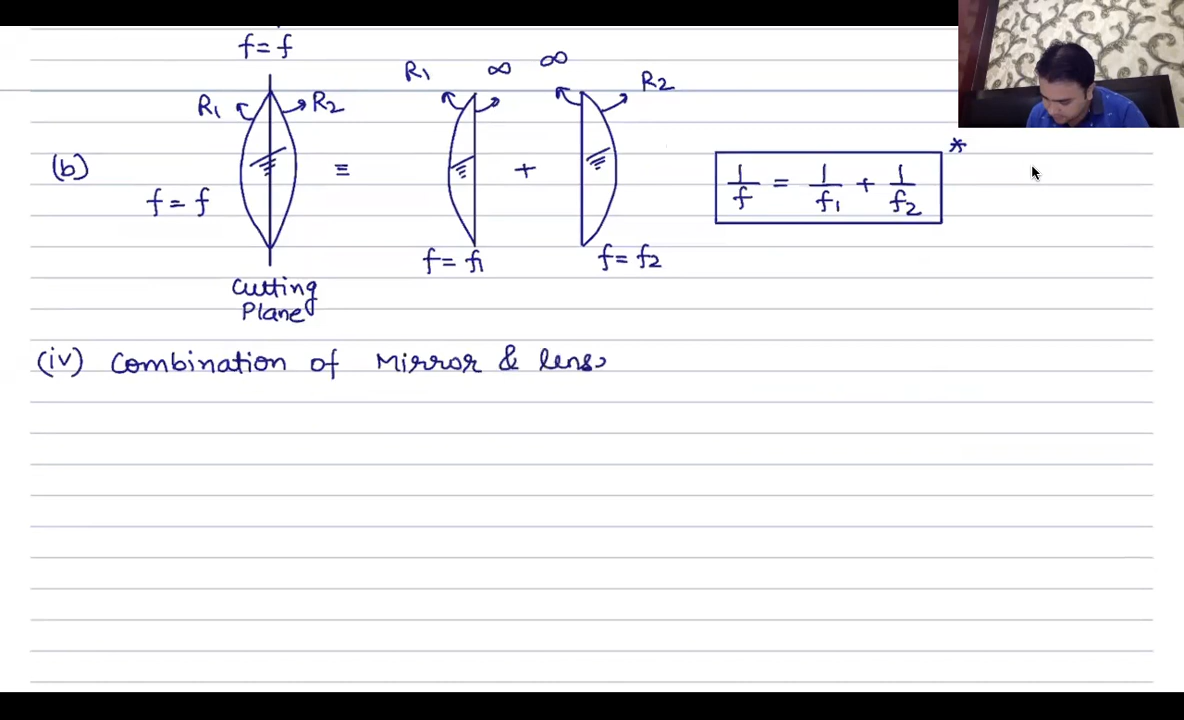 f = f
R1 ∞ ∞ R2
R1 R2
(b) f = f ≡ + 1/f = 1/f1 + 1/f2 *
f = f1 f = f2
Cutting
Plane
(iv) Combination of Mirror & lens